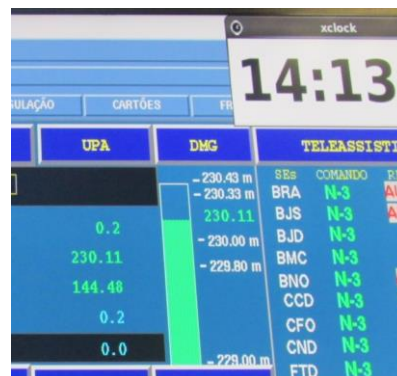 xclock
14:13
ULAÇÃO CARTÕES FR
UPA DMG TELEASSISTI
230.43 m
230.33 m
230.11
230.00 m
229.80 m
229.00 m
0.2
230.11
144.48
0.2
0.0
SEs COMANDO
BRA N-3
BJS N-3
BJD N-3
BMC N-3
BNO N-3
CCD N-3
CFO N-3
CND N-3
FTD N-3